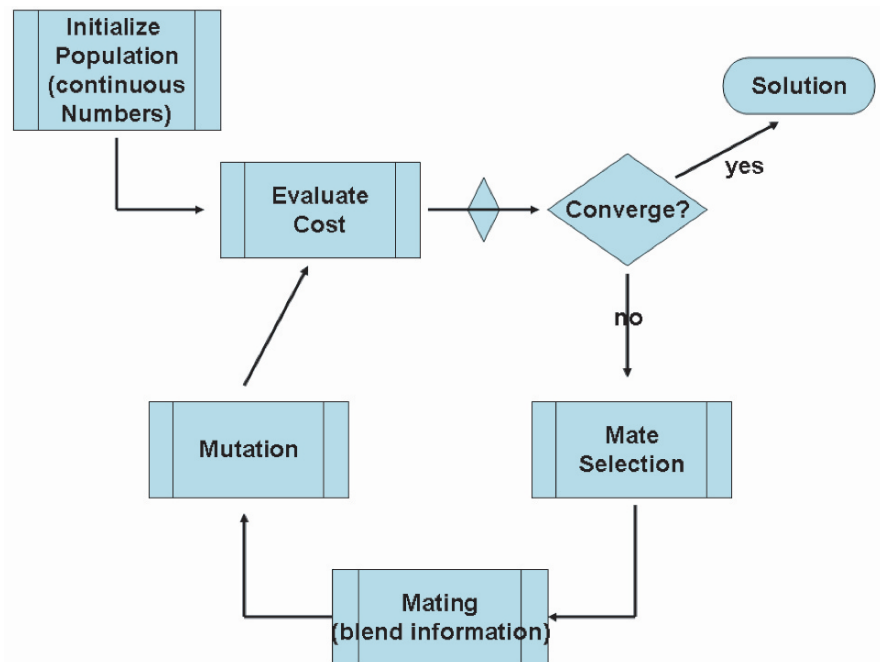 Initialize
Population
(continuous
Numbers)
Solution
yes
Evaluate
Cost
Converge?
no
Mutation
Mate
Selection
Mating
(blend information)